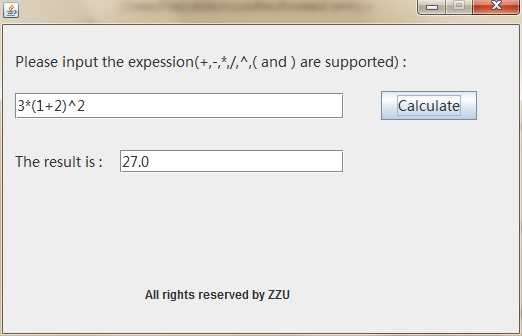 Please input the expession(+,-,*,/,^,( and ) are supported) :
3*(1+2)^2
Calculate
The result is :
27.0
All rights reserved by ZZU